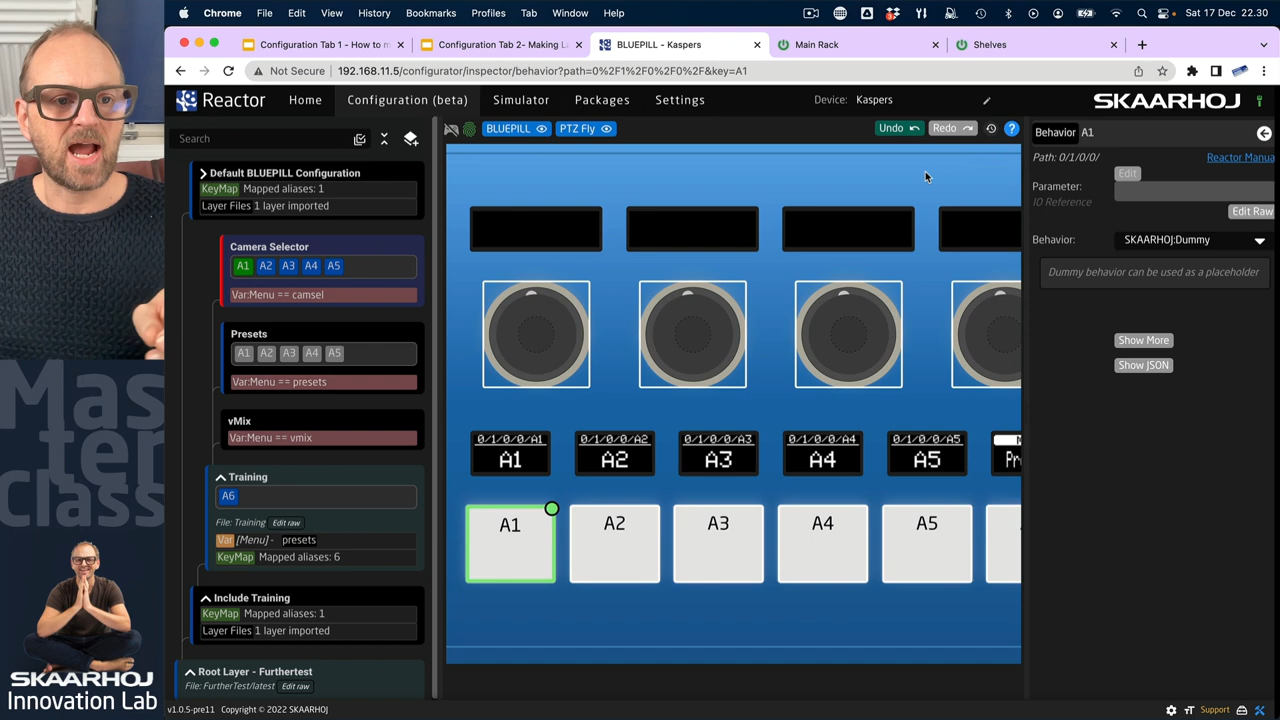 Chrome File Edit View History Bookmarks Profiles Tab Window Help Sat 17 Dec 22.30
Configuration Tab 1 - How to m Configuration Tab 2- Making L BLUEPILL - Kaspers Main Rack Shelves
Not Secure 192.168.11.5/configurator/inspector/behavior?path=0%2F1%2F0%2F0%2F&key=A1
Reactor Home Configuration (beta) Simulator Packages Settings Device: Kaspers SKAARHOJ
Search
BLUEPILL PTZ Fly Undo Redo
Default BLUEPILL Configuration
KeyMap Mapped aliases: 1
Layer Files 1 layer imported
Camera Selector
A1 A2 A3 A4 A5
Var:Menu == camsel
Presets
A1 A2 A3 A4 A5
Var:Menu == presets
vMix
Var:Menu == vmix
Training
A6
File: Training Edit raw
Var [Menu] - presets
KeyMap Mapped aliases: 6
Include Training
KeyMap Mapped aliases: 1
Layer Files 1 layer imported
Root Layer - Furthertest
File: FurtherTest/latest Edit raw
0/1/0/0/A1 0/1/0/0/A2 0/1/0/0/A3 0/1/0/0/A4 0/1/0/0/A5
A1 A2 A3 A4 A5 Pr
A1 A2 A3 A4 A5
Behavior A1
Path: 0/1/0/0/ Reactor Manua
Edit
Parameter:
IO Reference
Edit Raw
Behavior: SKAARHOJ:Dummy
Dummy behavior can be used as a placeholder
Show More
Show JSON
Mas
ter
Class
SKAARHOJ
Innovation Lab
v1.0.5-pre11 Copyright © 2022 SKAARHOJ
Support